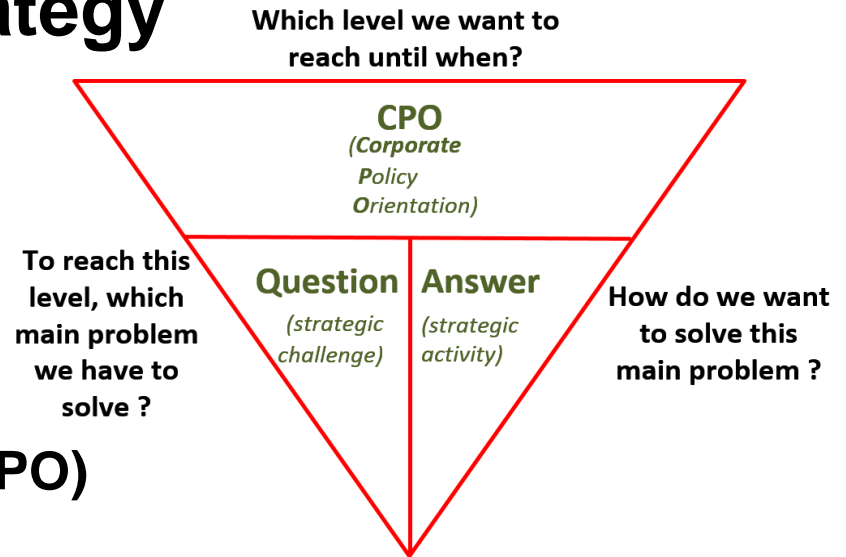 ategy
Which level we want to
reach until when?
CPO
(Corporate
Policy
Orientation)
To reach this
level, which
main problem
we have to
solve ?
Question
(strategic
challenge)
Answer
(strategic
activity)
How do we want
to solve this
main problem ?
PO)